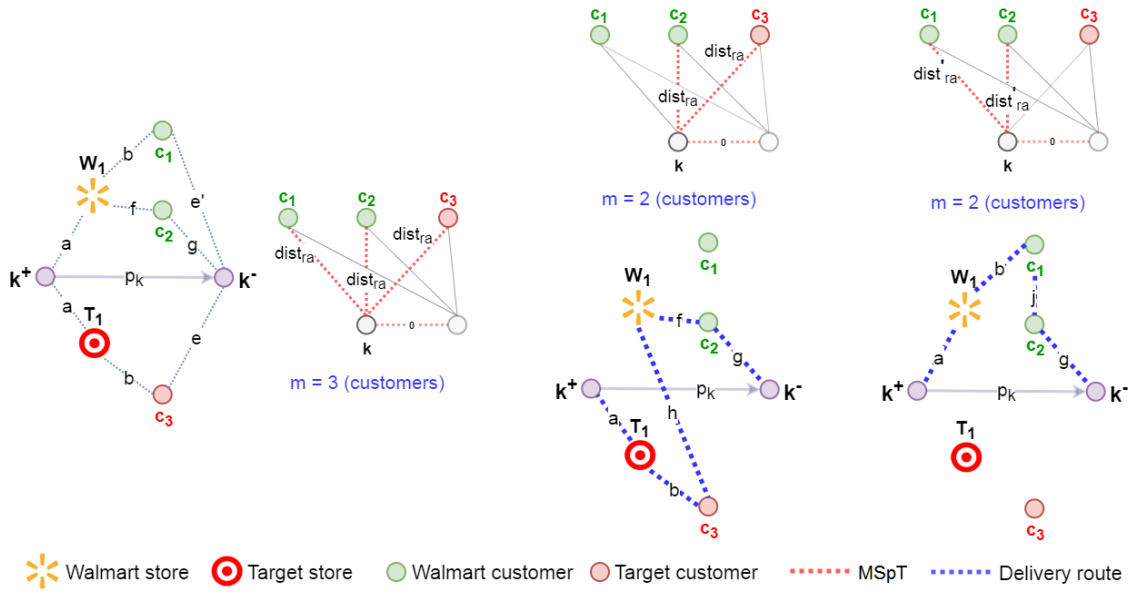 c1
b
W1
c1
e'
f
c2
g
a
k+
pk
k-
a
T1
e
b
c3
c1
c2
c3
distra
distra
distra
0
k
m = 3 (customers)
c1
c2
c3
distra
distra
0
k
m = 2 (customers)
c1
W1
f
c2
g
k+
pk
k-
h
a
T1
b
c3
c1
c2
c3
dist'ra
dist'ra
0
k
m = 2 (customers)
W1
b
c1
j
c2
a
g
k+
pk
k-
T1
c3
Walmart store
Target store
Walmart customer
Target customer
MSpT
Delivery route